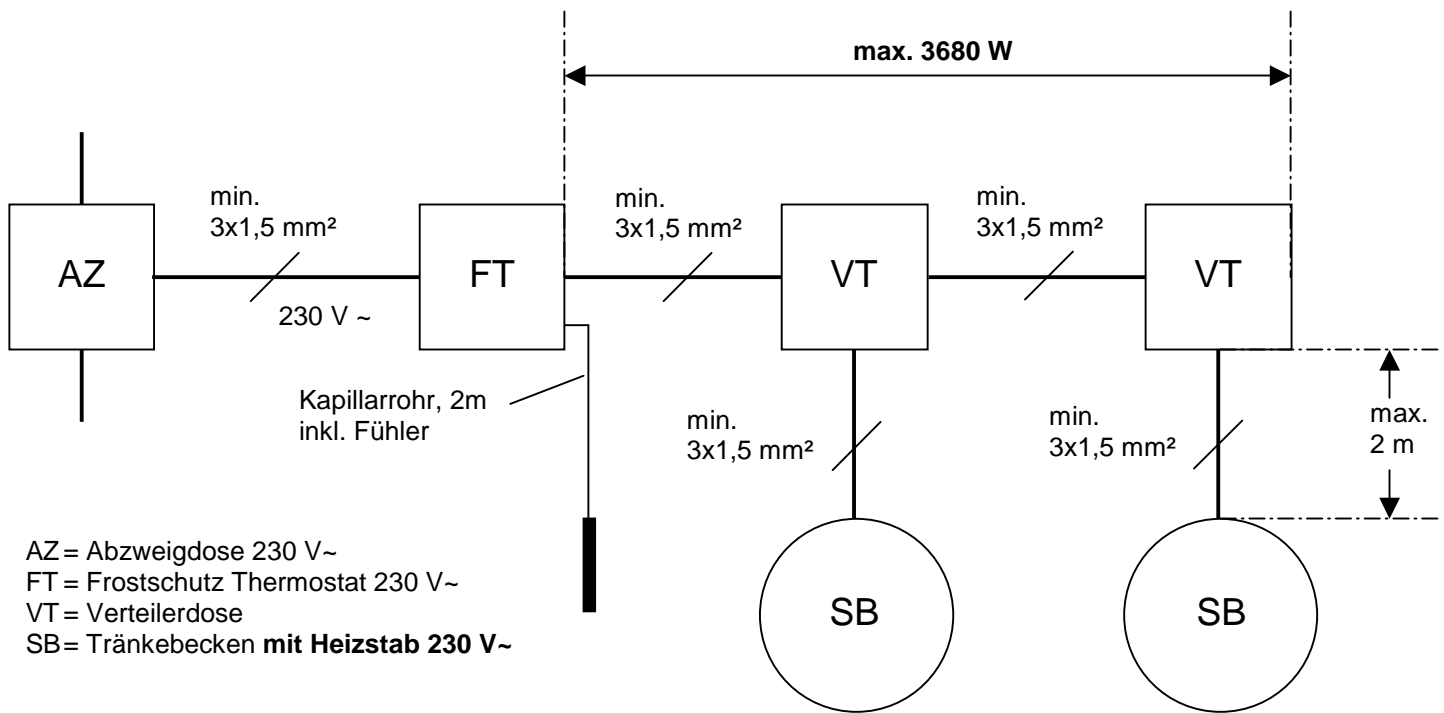 max. 3680 W
min.
3x1,5 mm²
min.
3x1,5 mm²
min.
3x1,5 mm²
AZ
FT
VT
VT
230 V ~
Kapillarrohr, 2m
inkl. Fühler
min.
3x1,5 mm²
min.
3x1,5 mm²
max.
2 m
AZ = Abzweigdose 230 V~
FT = Frostschutz Thermostat 230 V~
VT = Verteilerdose
SB = Tränkebecken mit Heizstab 230 V~
SB
SB